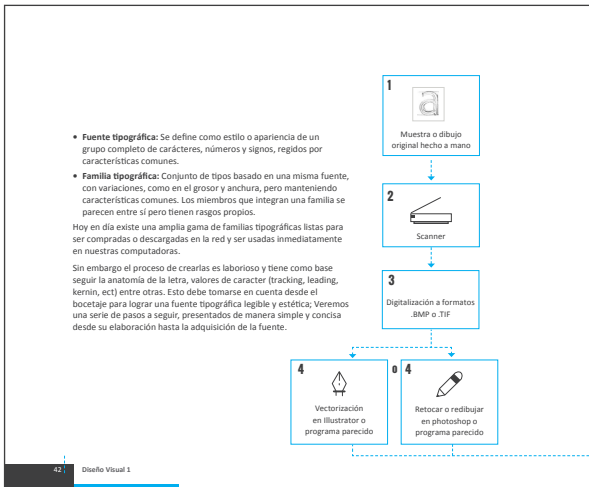 • Fuente tipográfica: Se define como estilo o apariencia de un
grupo completo de carácteres, números y signos, regidos por
características comunes.
• Familia tipográfica: Conjunto de tipos basado en una misma fuente,
con variaciones, como en el grosor y anchura, pero manteniendo
características comunes. Los miembros que integran una familia se
parecen entre sí pero tienen rasgos propios.
Hoy en día existe una amplia gama de familias tipográficas listas para
ser compradas o descargadas en la red y ser usadas inmediatamente
en nuestras computadoras.
Sin embargo el proceso de crearlas es laborioso y tiene como base
seguir la anatomía de la letra, valores de caracter (tracking, leading,
kernin, ect) entre otras. Esto debe tomarse en cuenta desde el
bocetaje para lograr una fuente tipográfica legible y estética; Veremos
una serie de pasos a seguir, presentados de manera simple y concisa
desde su elaboración hasta la adquisición de la fuente.
1
a
Muestra o dibujo
original hecho a mano
2
Scanner
3
Digitalización a formatos
.BMP o .TIF
4
Vectorización
en Illustrator o
programa parecido
o
4
Retocar o redibujar
en photoshop o
programa parecido
42 Diseño Visual 1